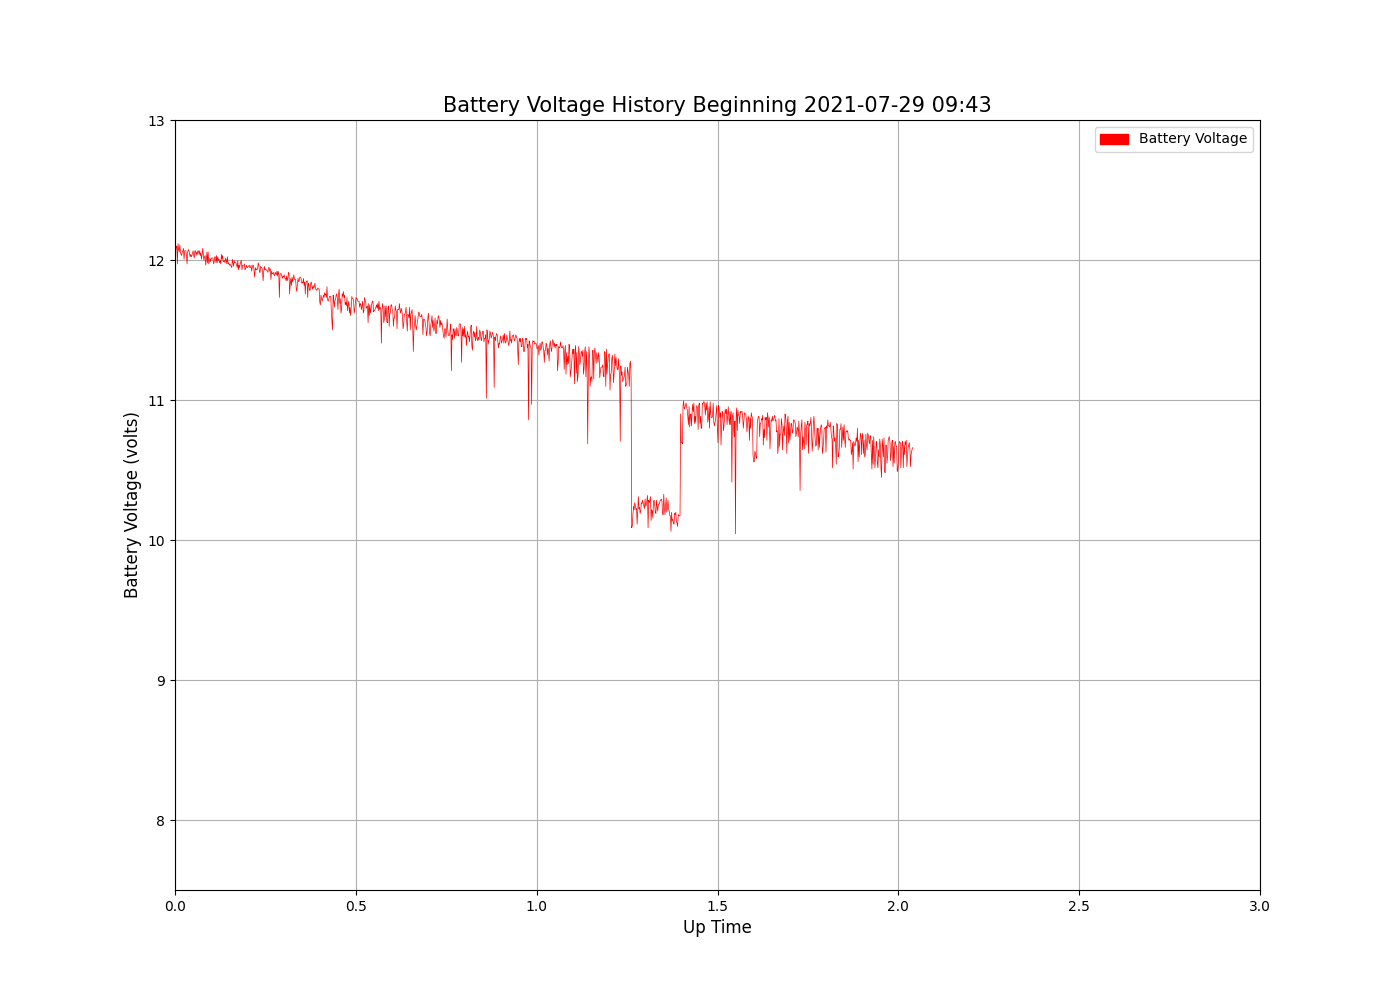 Battery Voltage History Beginning 2021-07-29 09:43
Battery Voltage
Battery Voltage (volts)
13
12
11
10
9
8
0.0 0.5 1.0 1.5 2.0 2.5 3.0
Up Time